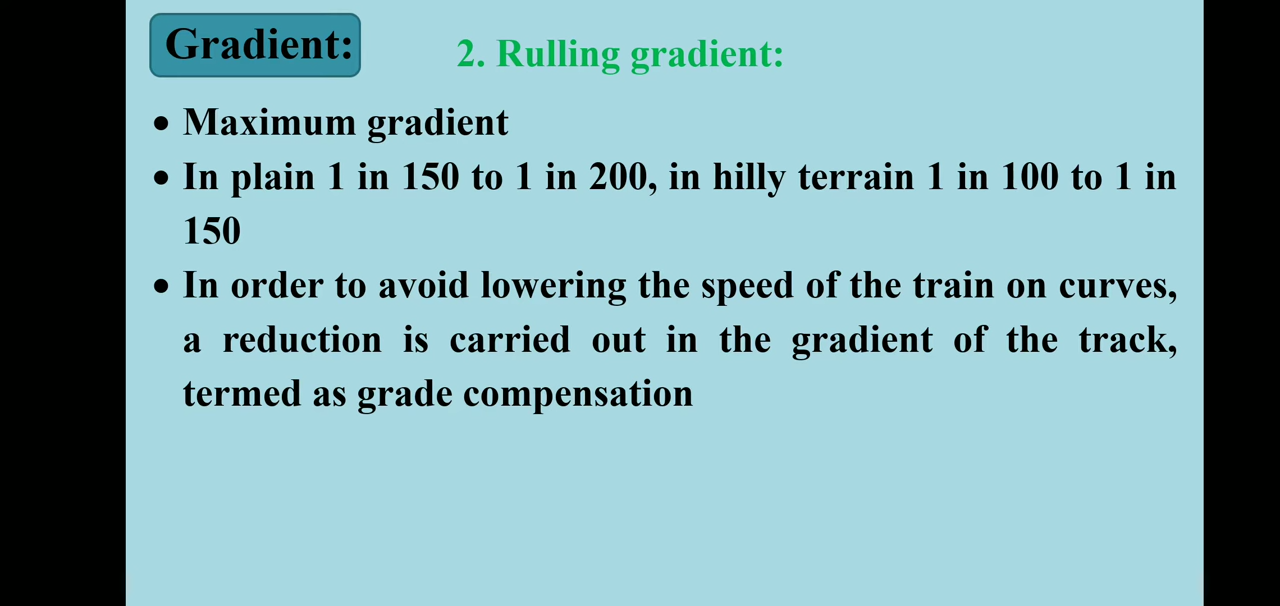 Gradient:
2. Rulling gradient:
• Maximum gradient
• In plain 1 in 150 to 1 in 200, in hilly terrain 1 in 100 to 1 in
150
• In order to avoid lowering the speed of the train on curves,
a reduction is carried out in the gradient of the track,
termed as grade compensation